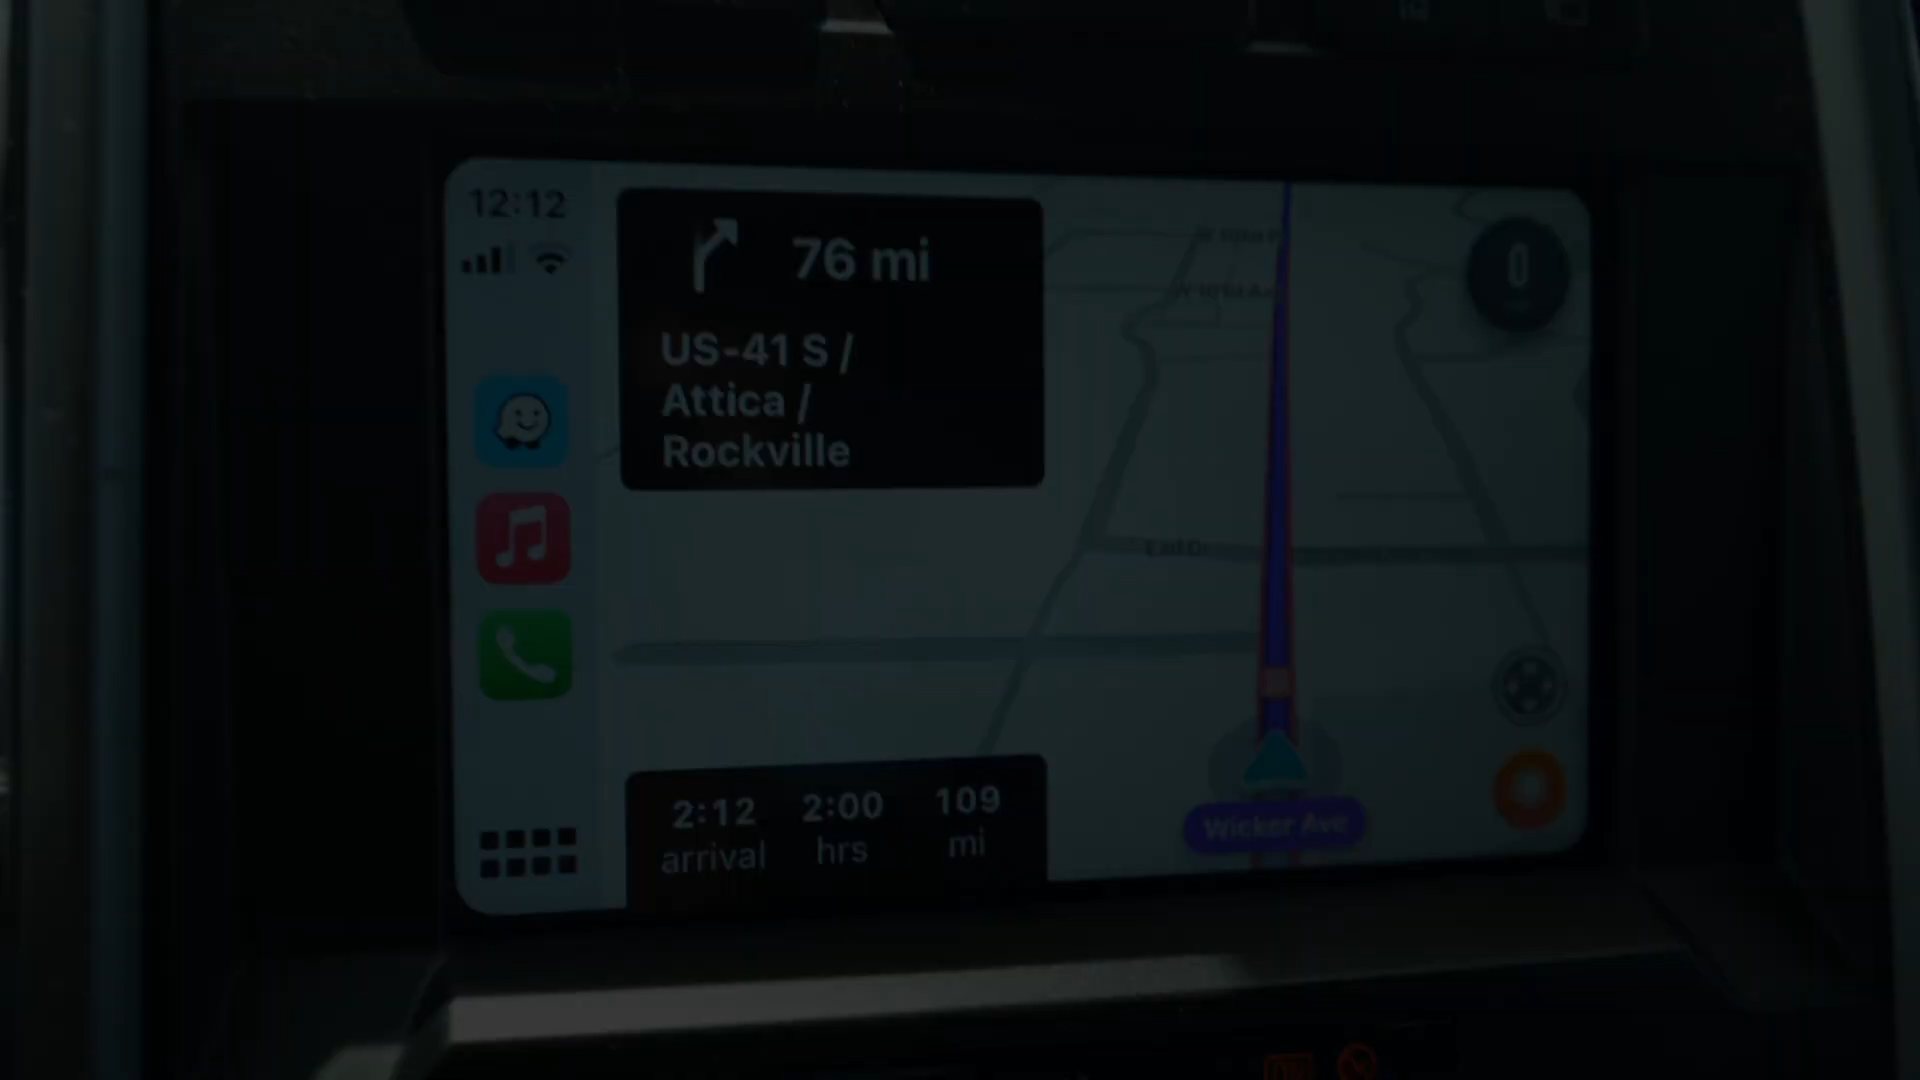 12:12
76 mi
US-41 S /
Attica /
Rockville
0
2:12
arrival
2:00
hrs
109
mi
Wicker Ave